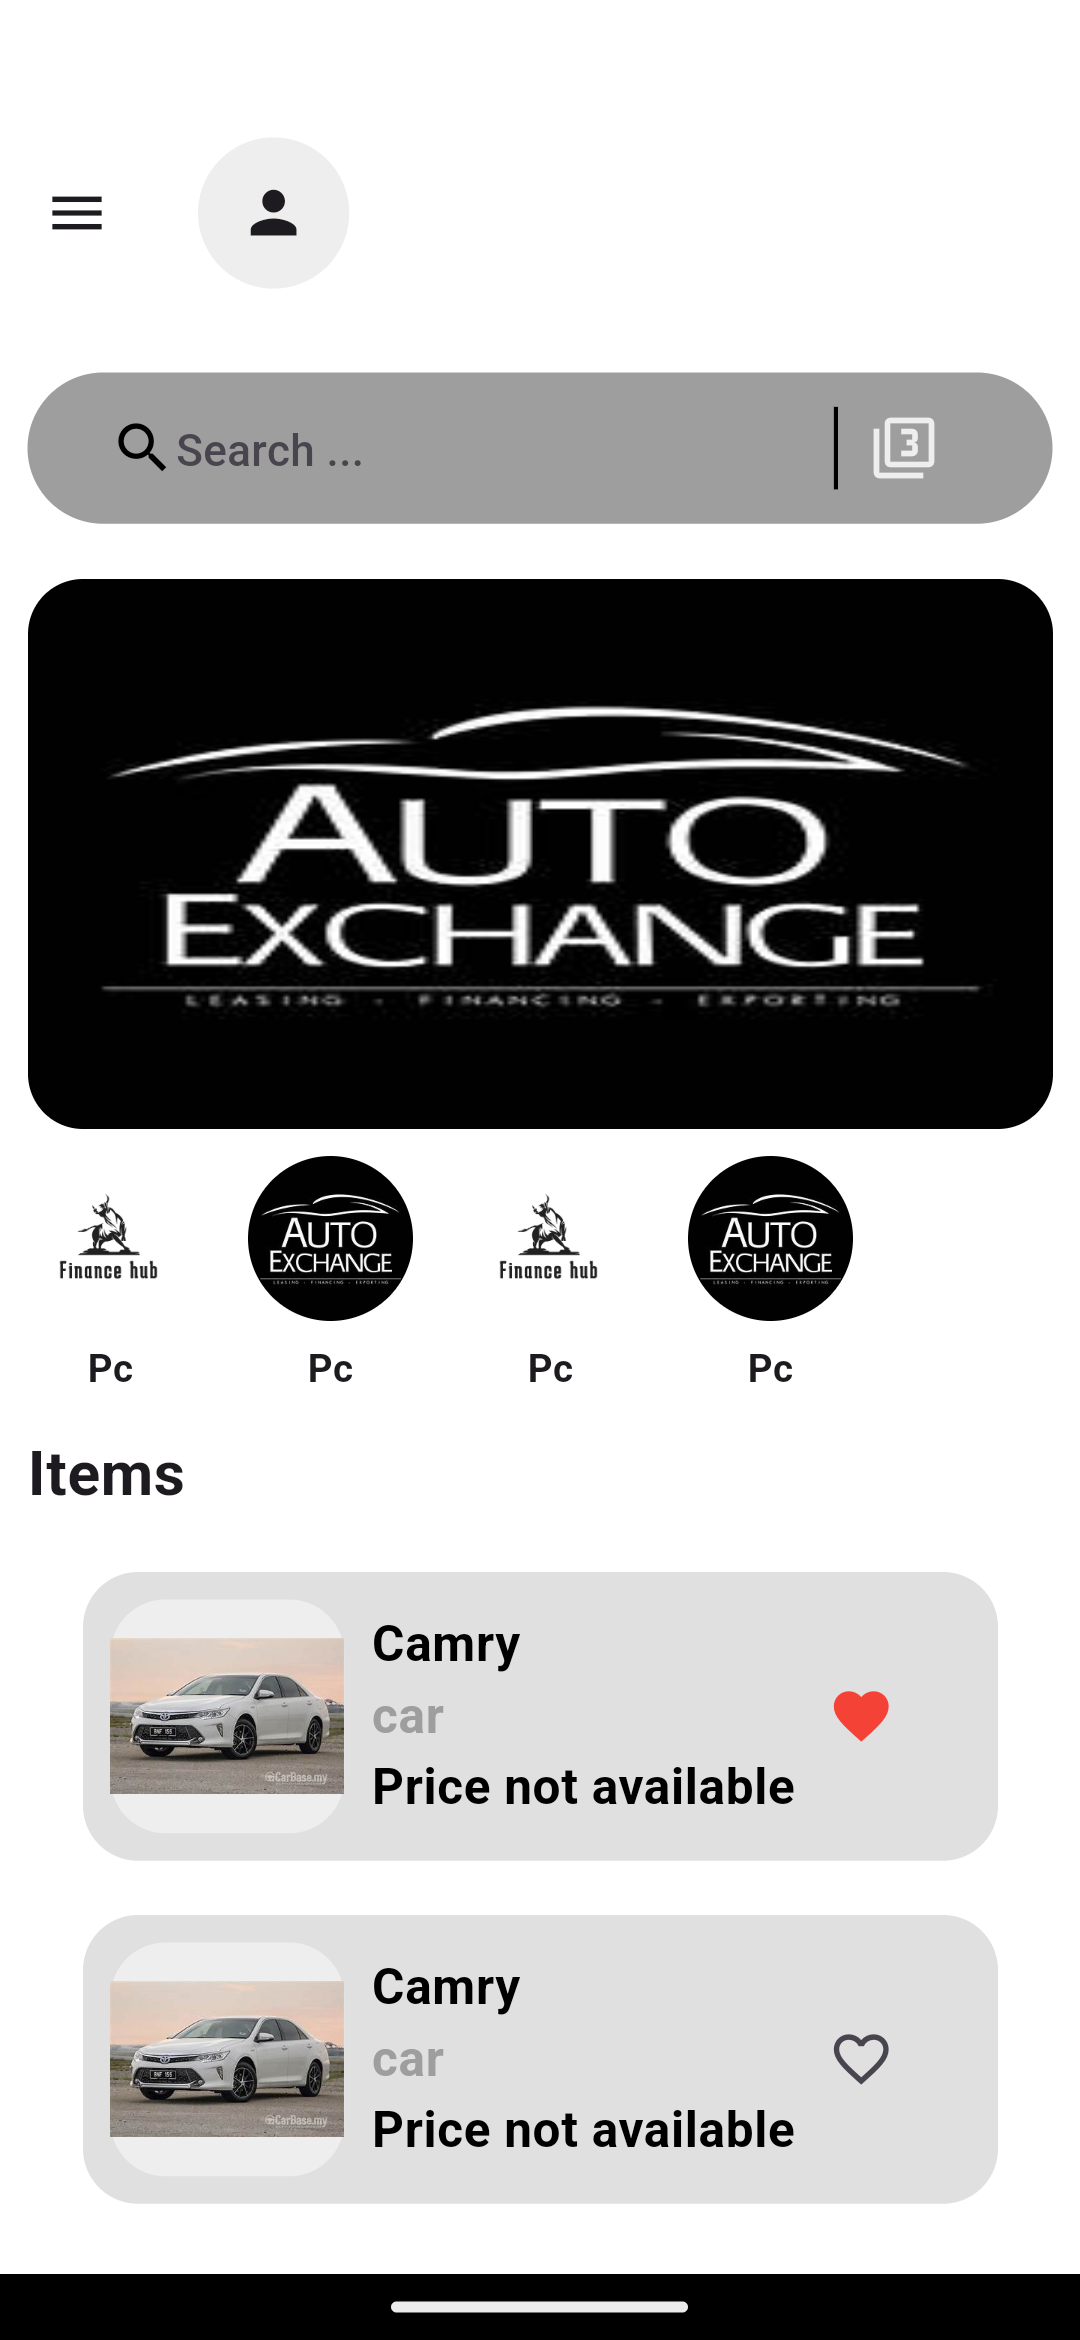 Search ...
3
AUTO
EXCHANGE
LEASING - FINANCING - EXPORTING
Finance hub
AUTO
EXCHANGE
LEASING - FINANCING - EXPORTING
Finance hub
AUTO
EXCHANGE
LEASING - FINANCING - EXPORTING
Pc
Pc
Pc
Pc
Items
Camry
car
Price not available
CarBase.my
Camry
car
Price not available
CarBase.my